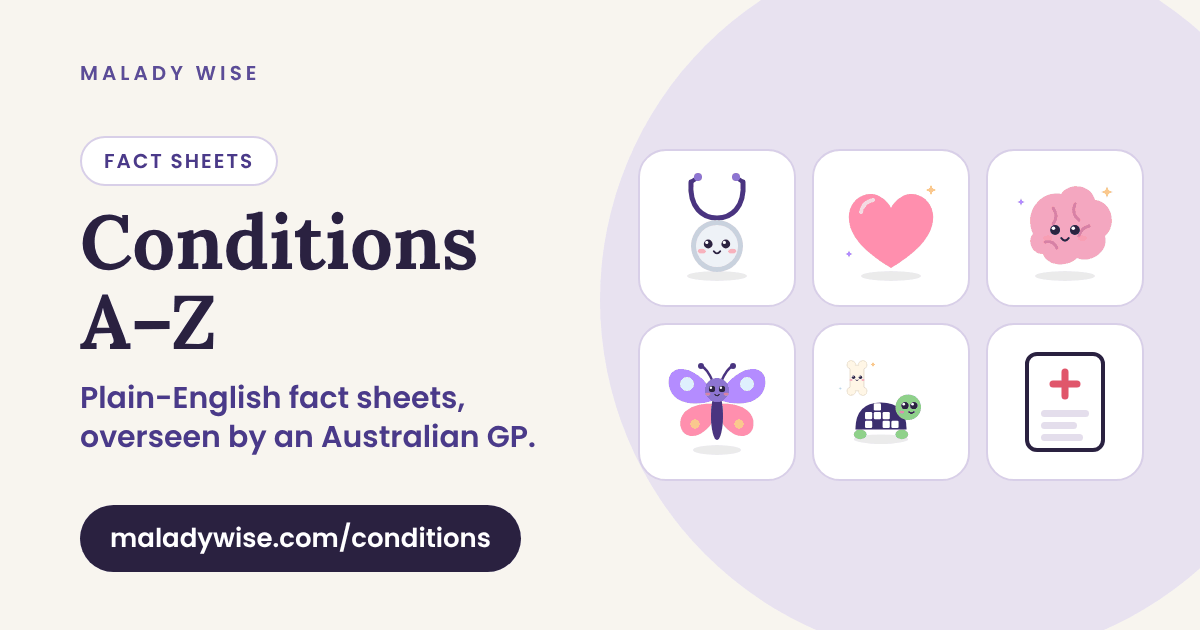 MALADY WISE
FACT SHEETS
Conditions
A–Z
Plain-English fact sheets,
overseen by an Australian GP.
maladywise.com/conditions